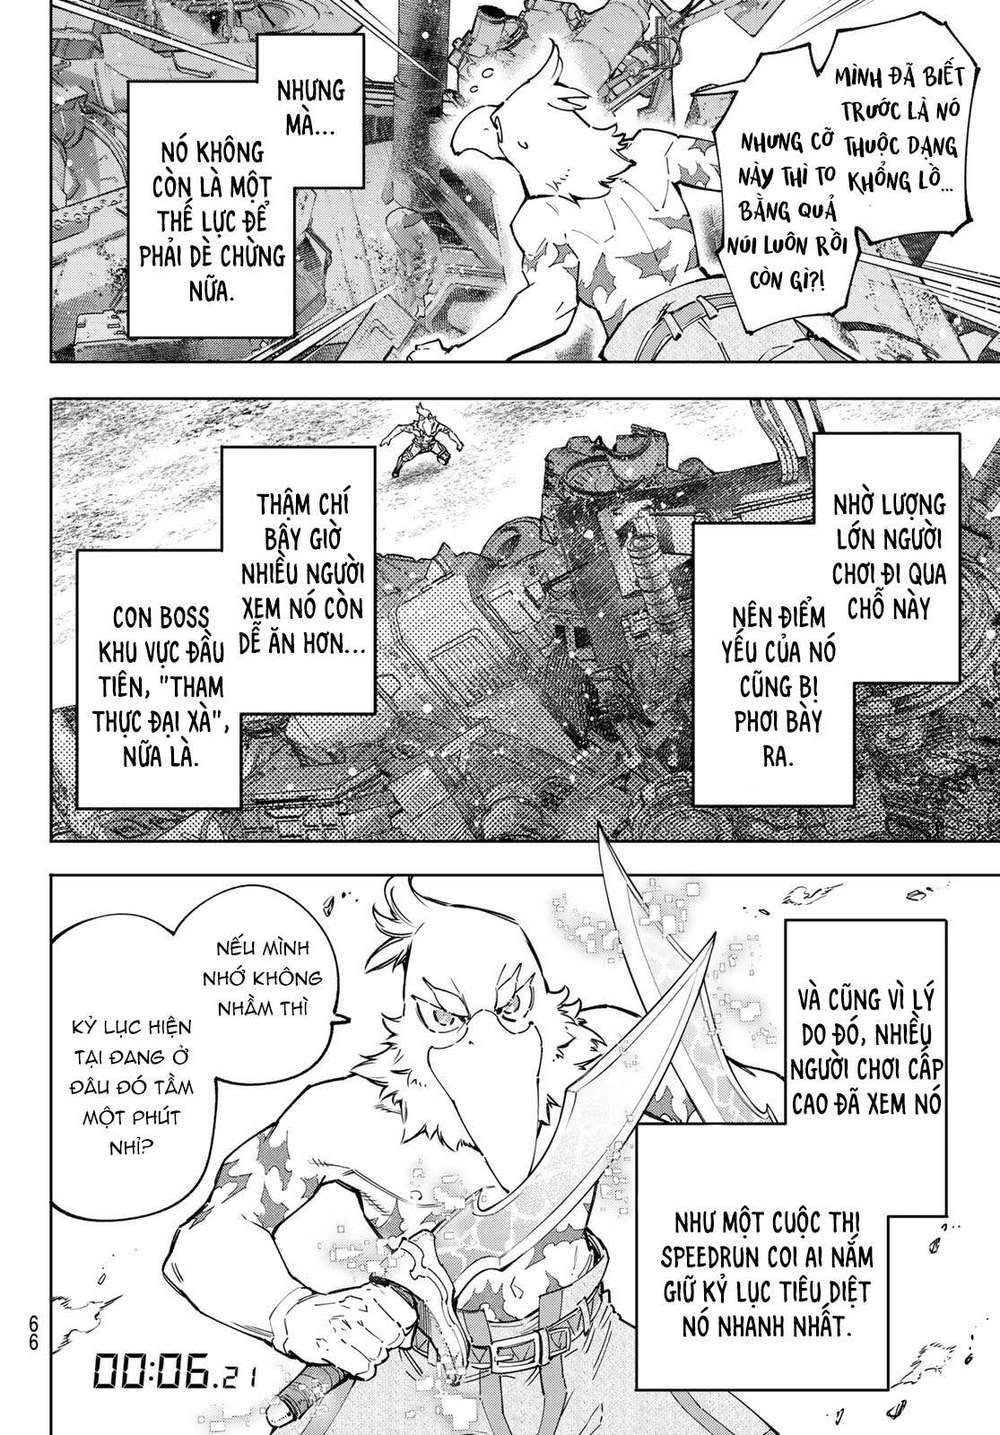 MÌNH ĐÃ BIẾT
TRƯỚC LÀ NÓ
THUỘC DẠNG
KHỔNG LỒ...
NHƯNG CỠ
NÀY THÌ TO
BẰNG QUẢ
NÚI LUÔN RỒI
CÒN GÌ?!
NHƯNG
MÀ...
NÓ KHÔNG
CÒN LÀ MỘT
THẾ LỰC ĐỂ
PHẢI DÈ CHỪNG
NỮA.
NHỜ LƯỢNG
LỚN NGƯỜI
CHƠI ĐI QUA
CHỖ NÀY
NÊN ĐIỂM
YẾU CỦA NÓ
CŨNG BỊ
PHƠI BÀY
RA.
THẬM CHÍ
BÂY GIỜ
NHIỀU NGƯỜI
XEM NÓ CÒN
DỄ ĂN HƠN...
CON BOSS
KHU VỰC ĐẦU
TIÊN, "THAM
THỰC ĐẠI XÀ",
NỮA LÀ.
VÀ CŨNG VÌ LÝ
DO ĐÓ, NHIỀU
NGƯỜI CHƠI CẤP
CAO ĐÃ XEM NÓ
NHƯ MỘT CUỘC THI
SPEEDRUN COI AI NẮM
GIỮ KỶ LỤC TIÊU DIỆT
NÓ NHANH NHẤT.
NẾU MÌNH
NHỚ KHÔNG
NHẦM THÌ
KỶ LỤC HIỆN
TẠI ĐANG Ở
ĐÂU ĐÓ TẦM
MỘT PHÚT
NHỈ?
00:06.21
66